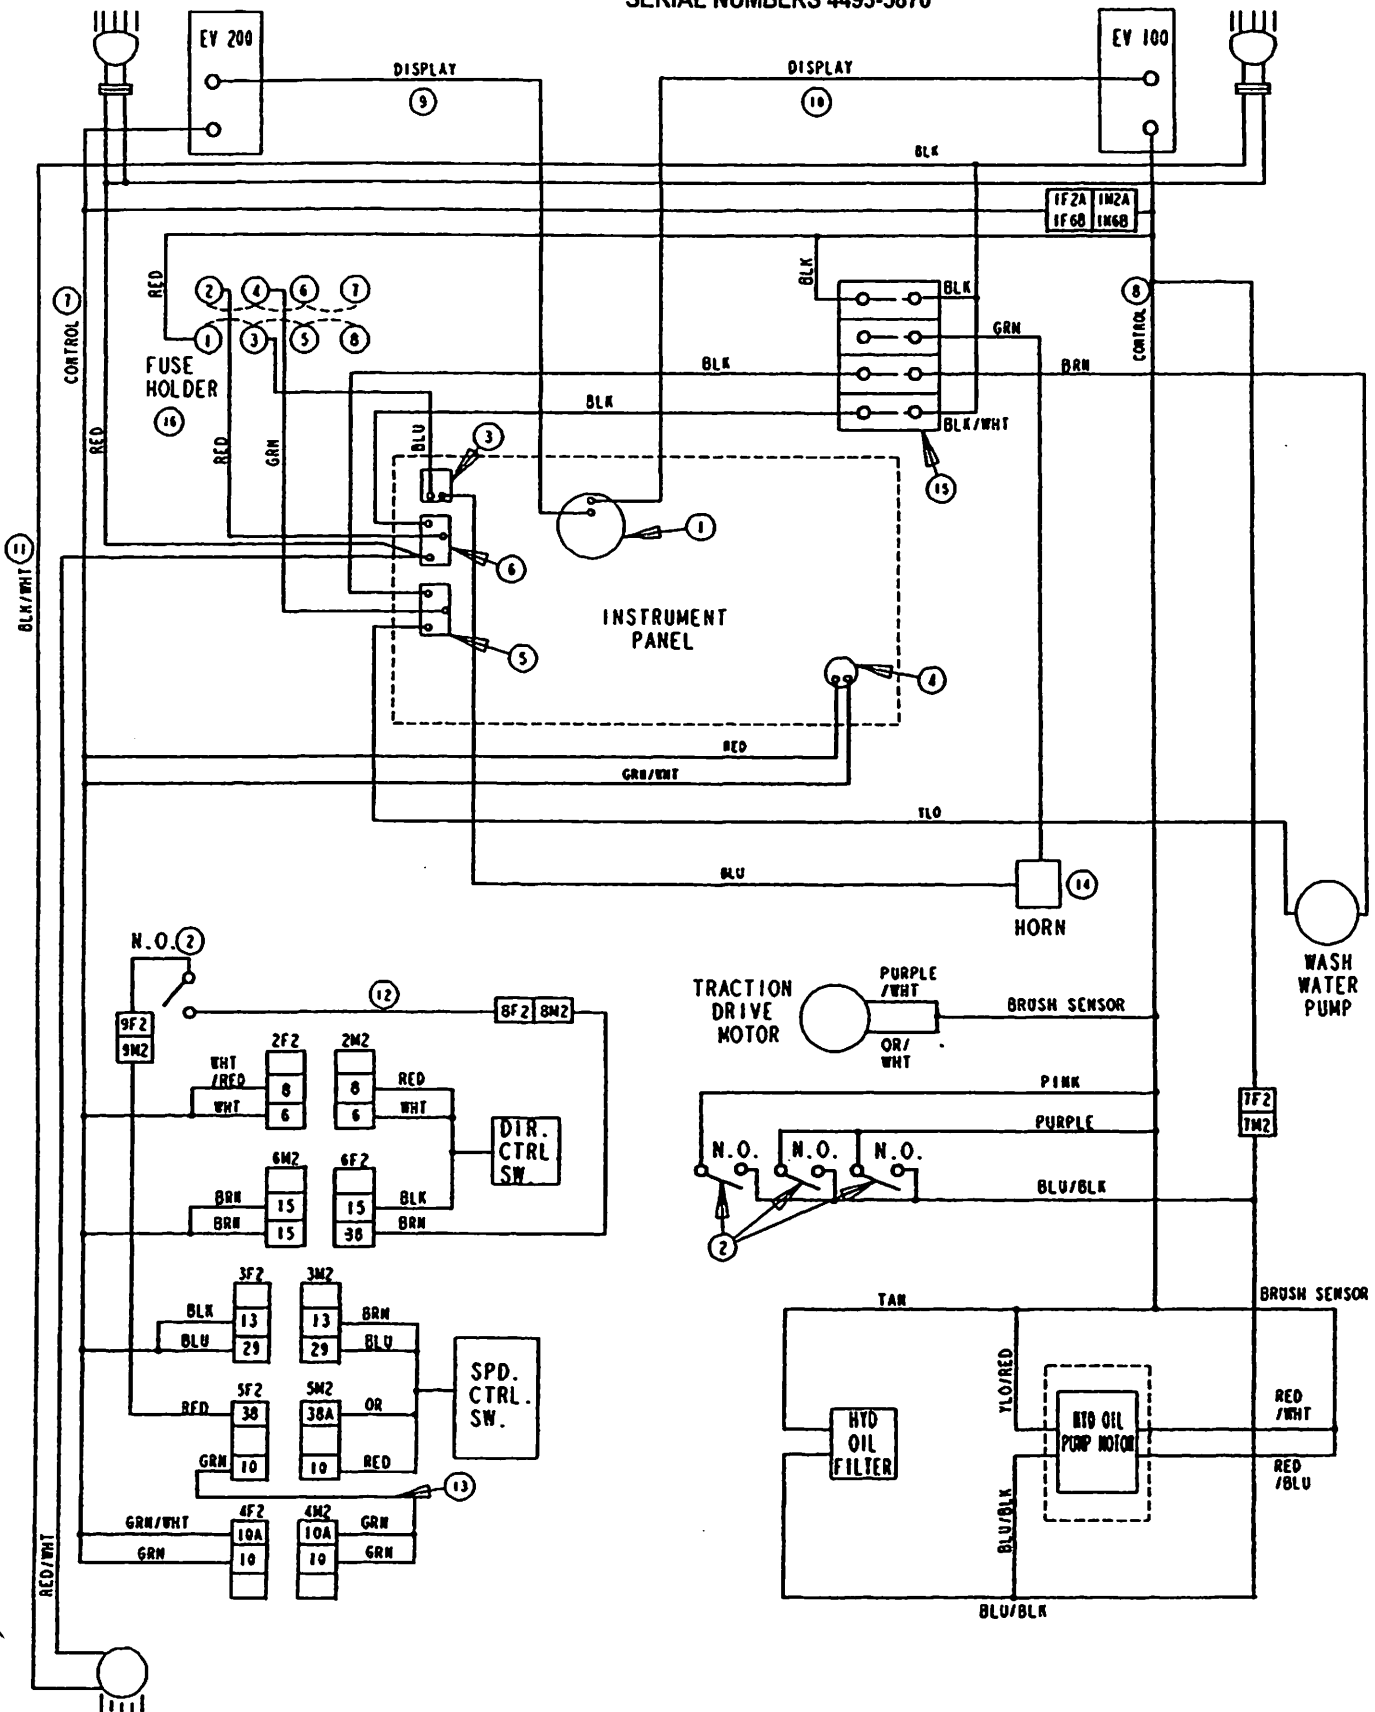 SERIAL NUMBERS 4495-5870
EV 200
EV 100
DISPLAY
9
DISPLAY
10
BLK
1F2A 1M2A
1F6B 1M6B
RED
2 4 6 7
1 3 5 8
FUSE
HOLDER
16
7
CONTROL
BLK
BLK
GRN
BRN
BLK/WHT
15
8
CONTROL
BLK
BLK
RED
RED
GRN
BLU
3
1
6
5
4
INSTRUMENT
PANEL
11
BLK/WHT
RED
GRN/WHT
YLO
BLU
14
HORN
WASH
WATER
PUMP
N.O. 2
12
9F2
9M2
8F2 8M2
2F2 2M2
WHT
/RED
8 8
RED
WHT
6 6
WHT
DIR.
CTRL
SW.
6M2 6F2
BRN
15 15
BLK
BRN
15 38
BRN
TRACTION
DRIVE
MOTOR
PURPLE
/WHT
OR/
WHT
BRUSH SENSOR
PINK
PURPLE
N.O. N.O. N.O.
BLU/BLK
2
7F2
7M2
3F2 3M2
BLK
13 13
BRN
BLU
29 29
BLU
SPD.
CTRL.
SW.
5F2 5M2
RED
38 38A
OR
GRN
10 10
RED
13
4F2 4M2
GRN/WHT
10A 10A
GRN
GRN
10 10
GRN
RED/WHT
TAN
BRUSH SENSOR
YLO/RED
HYD
OIL
FILTER
HYD OIL
PUMP MOTOR
RED
/WHT
RED
/BLU
BLU/BLK
BLU/BLK